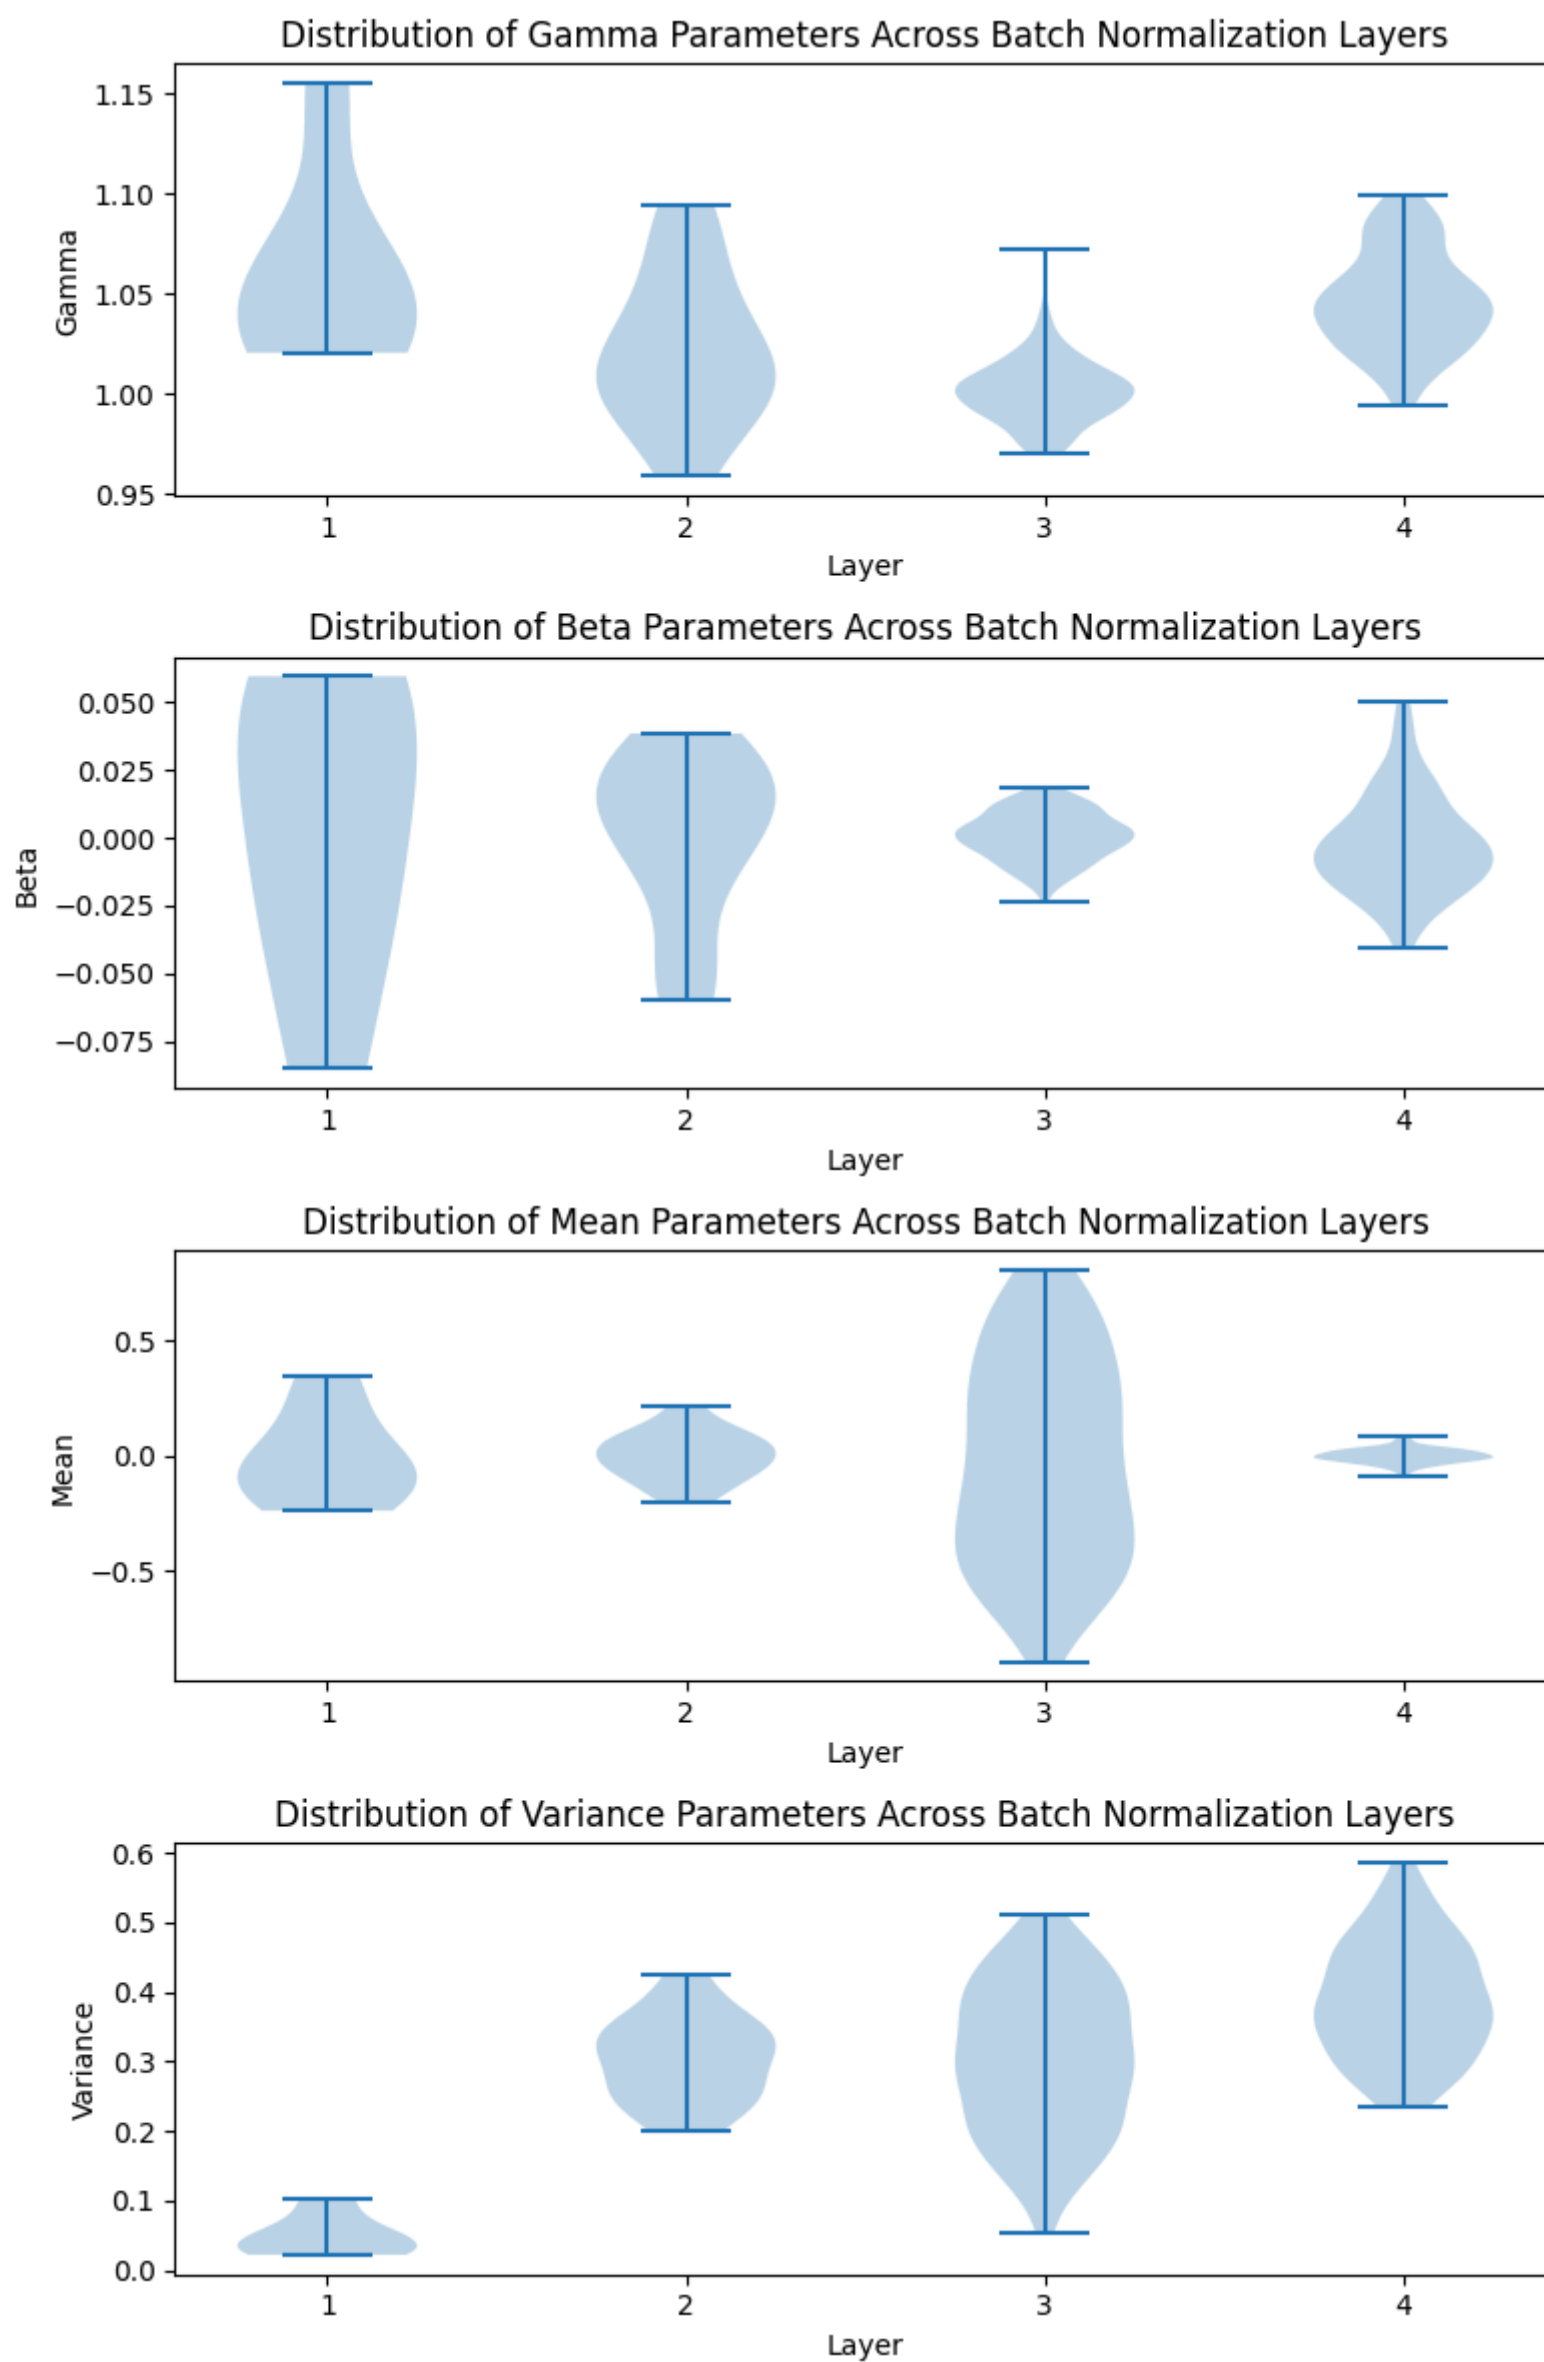 Distribution of Gamma Parameters Across Batch Normalization Layers
1.15
1.10
1.05
1.00
0.95
Gamma
1 2 3 4
Layer
Distribution of Beta Parameters Across Batch Normalization Layers
0.050
0.025
0.000
−0.025
−0.050
−0.075
Beta
1 2 3 4
Layer
Distribution of Mean Parameters Across Batch Normalization Layers
0.5
0.0
−0.5
Mean
1 2 3 4
Layer
Distribution of Variance Parameters Across Batch Normalization Layers
0.6
0.5
0.4
0.3
0.2
0.1
0.0
Variance
1 2 3 4
Layer